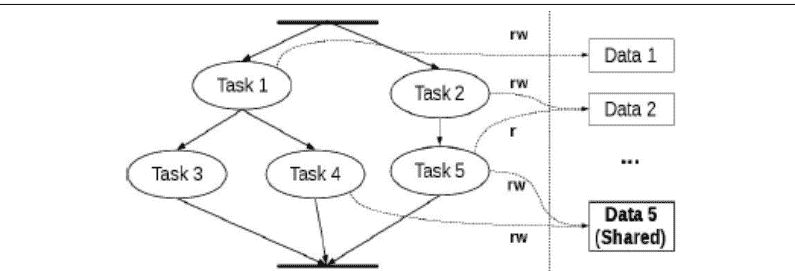 rw
Data 1
Task 1
Task 2
rw
Data 2
r
...
Task 3
Task 4
Task 5
rw
Data 5
(Shared)
rw